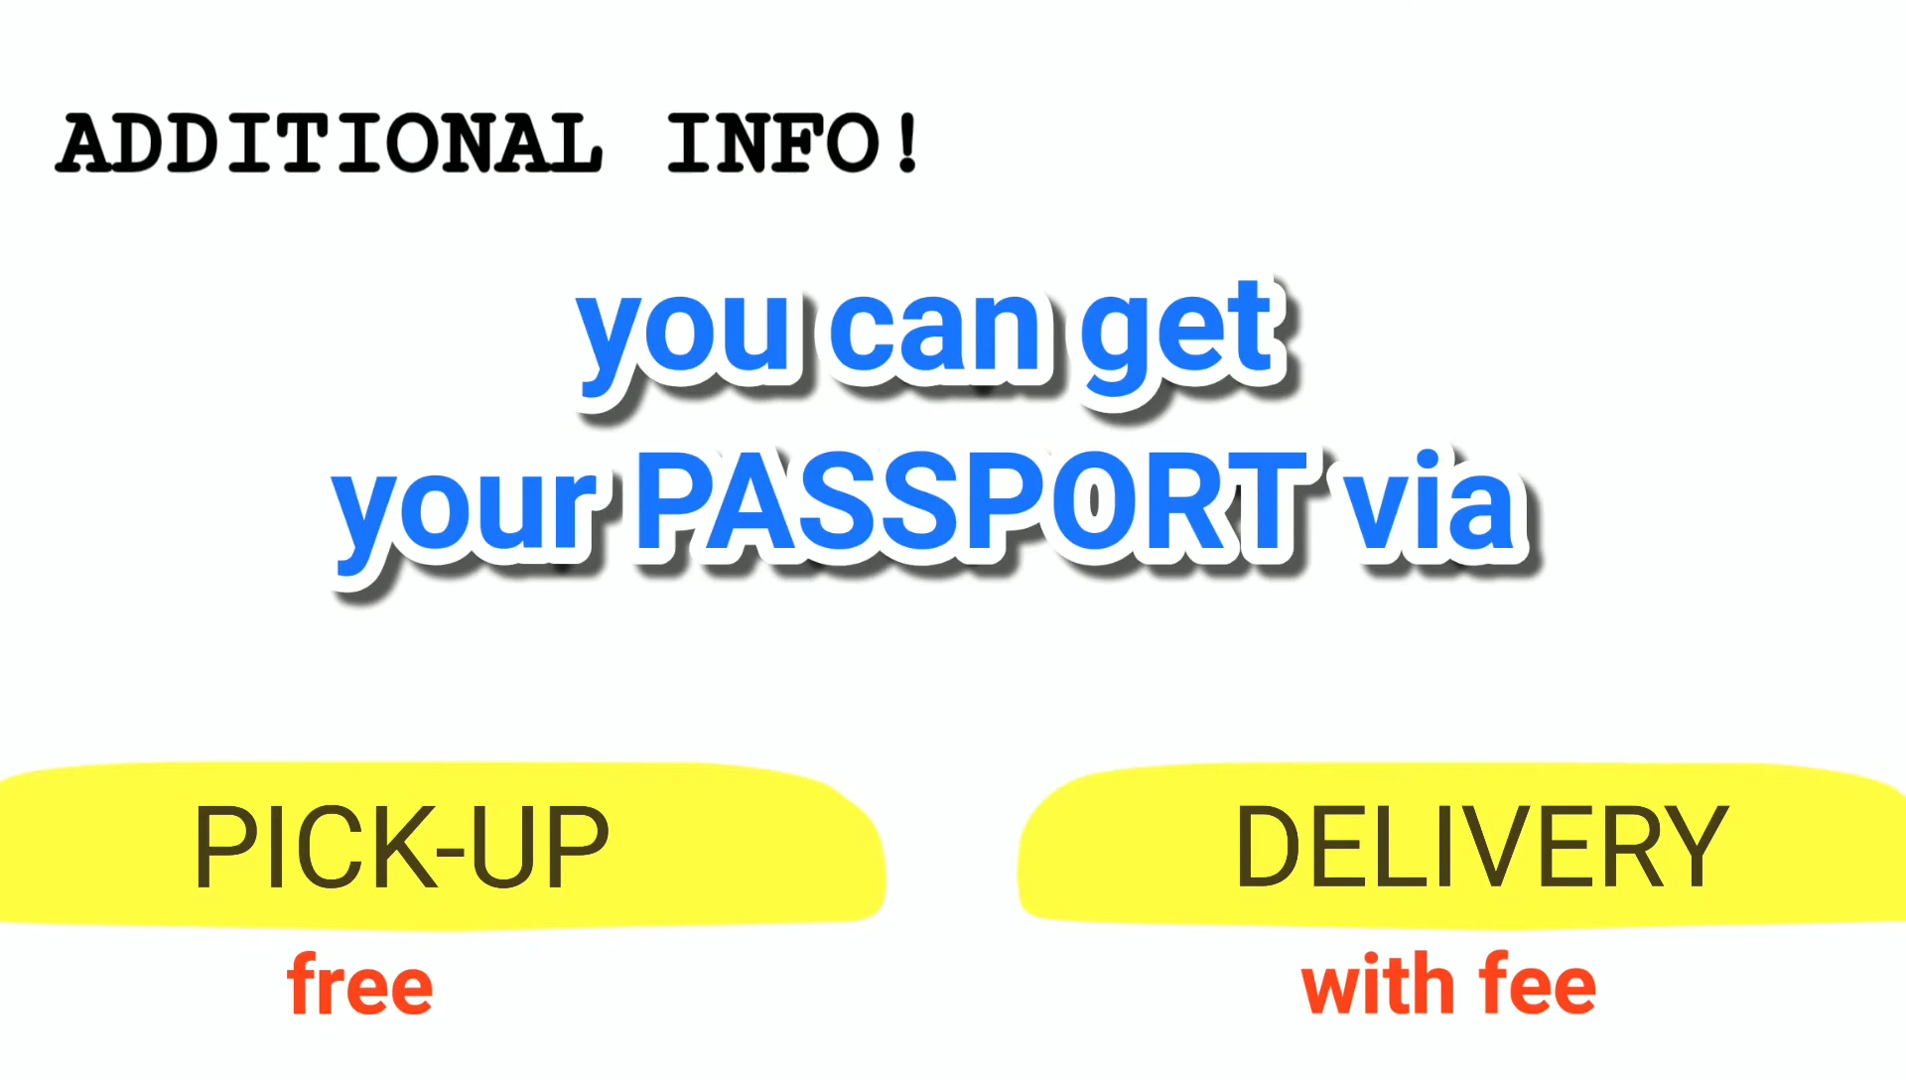 ADDITIONAL INFO!
you can get
your PASSPORT via
PICK-UP
free
DELIVERY
with fee